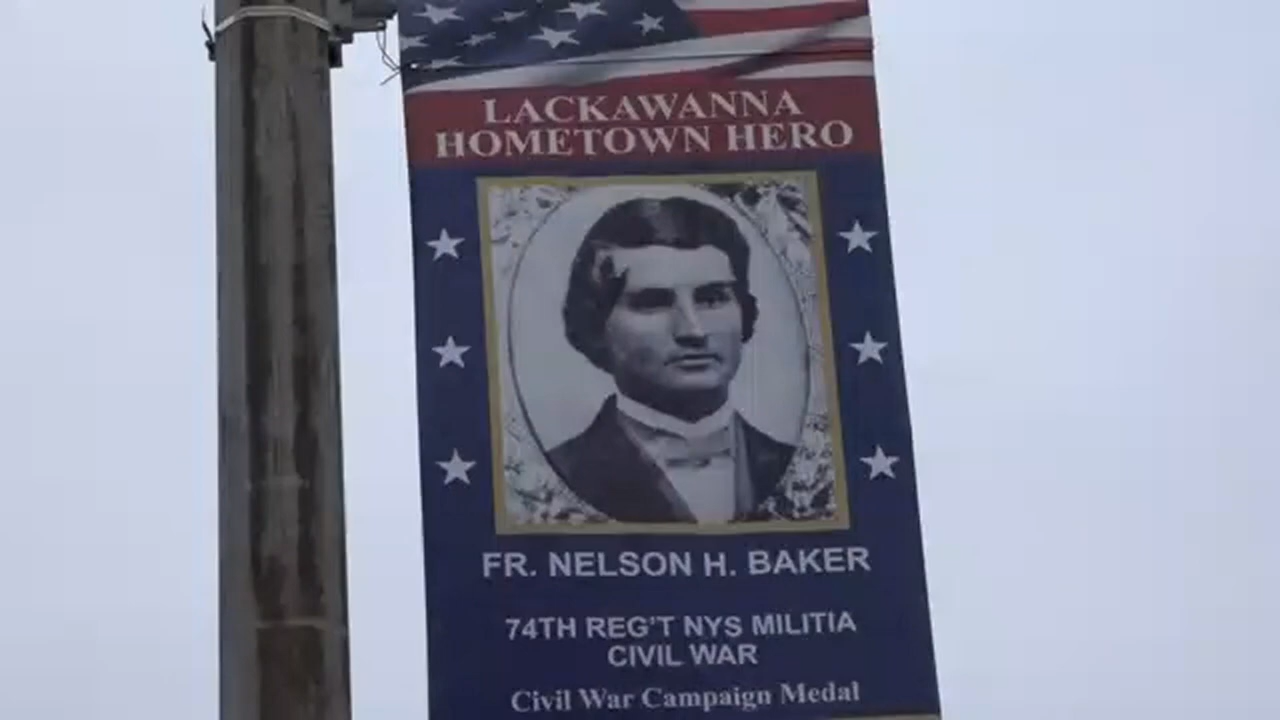 LACKAWANNA
HOMETOWN HERO
FR. NELSON H. BAKER
74TH REG'T NYS MILITIA
CIVIL WAR
Civil War Campaign Medal